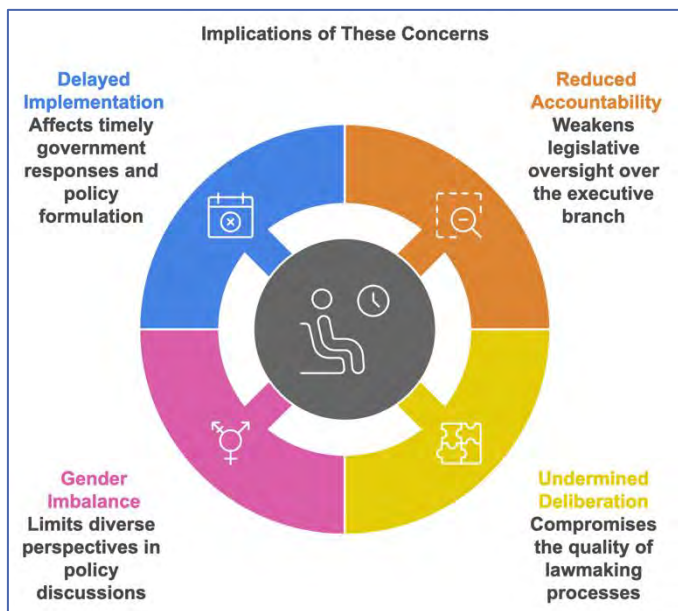 Implications of These Concerns
Delayed
Implementation
Affects timely
government
responses and
policy
formulation
Reduced
Accountability
Weakens
legislative
oversight over
the executive
branch
Gender
Imbalance
Limits diverse
perspectives in
policy
discussions
Undermined
Deliberation
Compromises
the quality of
lawmaking
processes